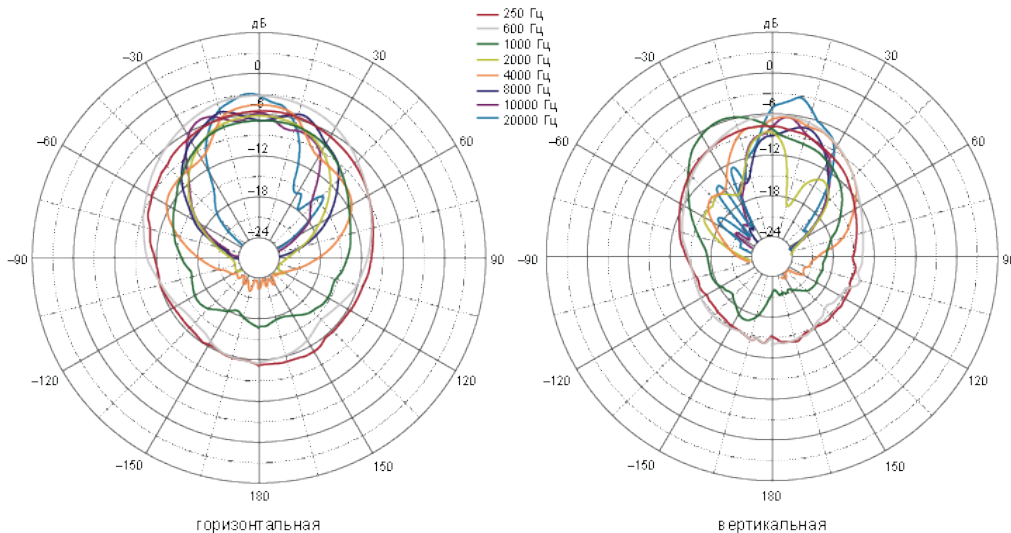 250 Гц
600 Гц
1000 Гц
2000 Гц
4000 Гц
8000 Гц
10000 Гц
20000 Гц
дБ
–30
30
0
–60
60
–6
–12
–18
–24
–90
90
–120
120
–150
150
180
горизонтальная
дБ
–30
30
0
–60
60
–6
–12
–18
–24
–90
90
–120
120
–150
150
180
вертикальная